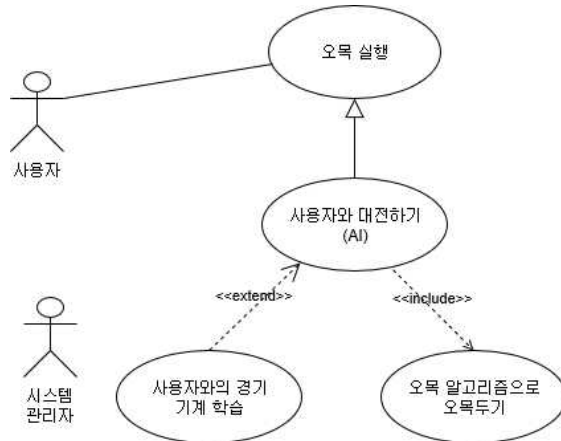 오목 실행
사용자
사용자와 대전하기
(AI)
<<extend>>
<<include>>
시스템
관리자
사용자와의 경기
기계 학습
오목 알고리즘으로
오목두기